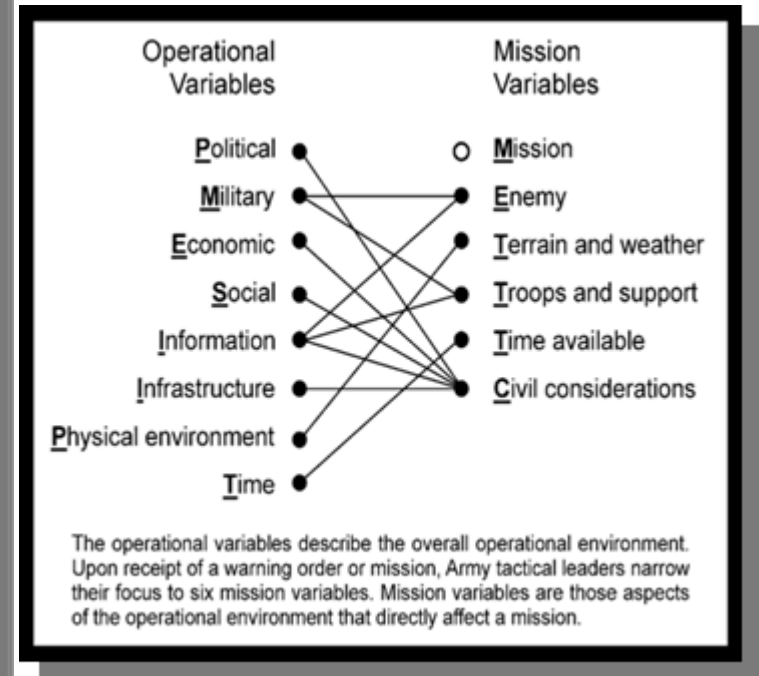 Operational
Variables
Mission
Variables
Political
Mission
Military
Enemy
Economic
Terrain and weather
Social
Troops and support
Information
Time available
Infrastructure
Civil considerations
Physical environment
Time
The operational variables describe the overall operational environment.
Upon receipt of a warning order or mission, Army tactical leaders narrow
their focus to six mission variables. Mission variables are those aspects
of the operational environment that directly affect a mission.